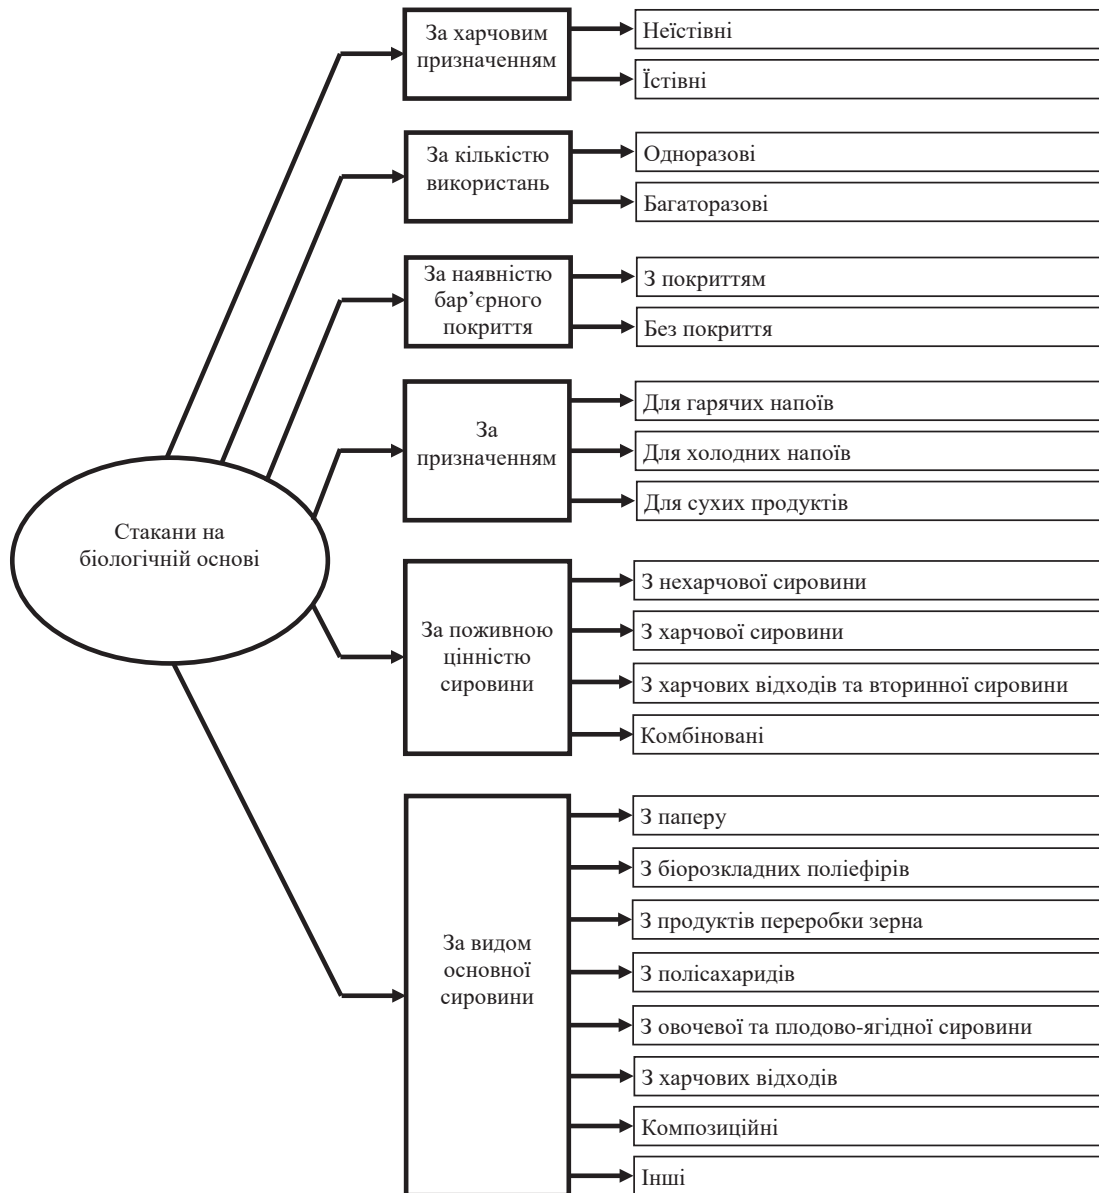 За харчовим
призначенням
Неїстівні
Їстівні
За кількістю
використань
Одноразові
Багаторазові
За наявністю
бар’єрного
покриття
З покриттям
Без покриття
За
призначенням
Для гарячих напоїв
Для холодних напоїв
Для сухих продуктів
Стакани на
біологічній основі
За поживною
цінністю
сировини
З нехарчової сировини
З харчової сировини
З харчових відходів та вторинної сировини
Комбіновані
За видом
основної
сировини
З паперу
З біорозкладних поліефірів
З продуктів переробки зерна
З полісахаридів
З овочевої та плодово-ягідної сировини
З харчових відходів
Композиційні
Інші